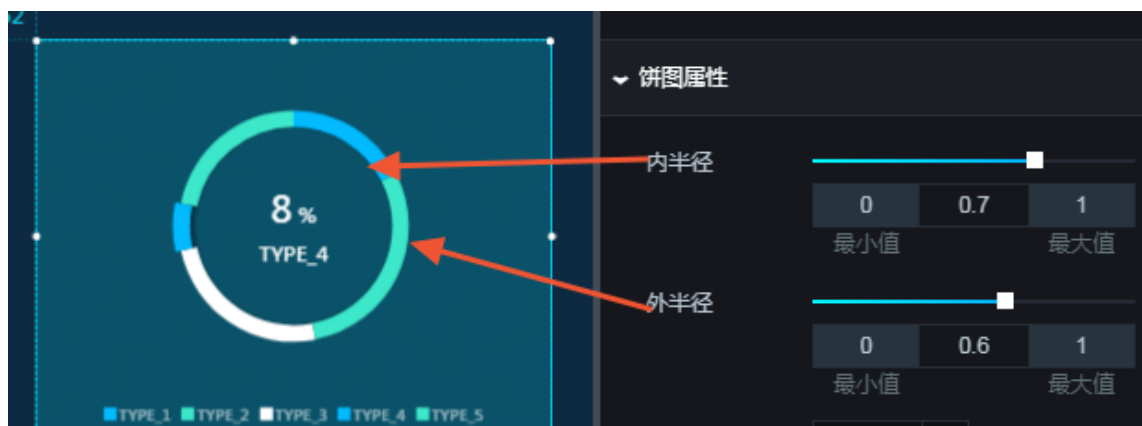 饼图属性
内半径
0 0.7 1
最小值 最大值
8 %
TYPE_4
外半径
0 0.6 1
最小值 最大值
TYPE_1 TYPE_2 TYPE_3 TYPE_4 TYPE_5